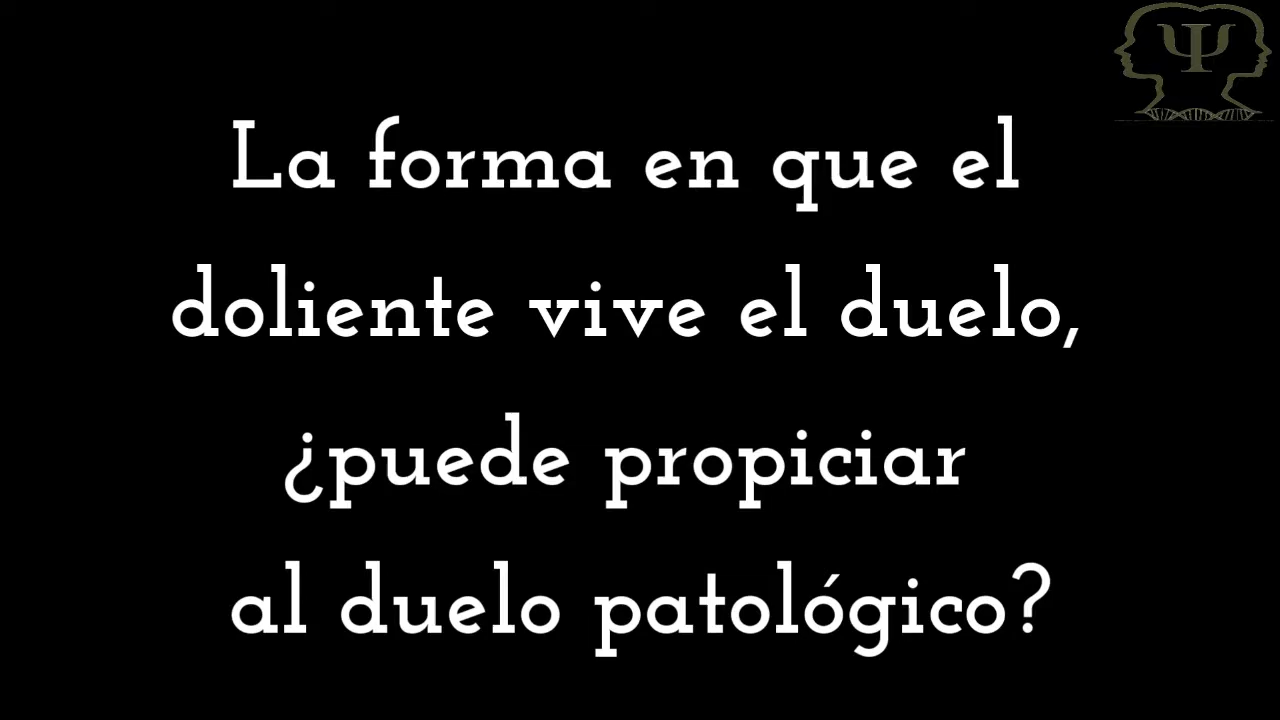 La forma en que el
doliente vive el duelo,
¿puede propiciar
al duelo patológico?
Ψ